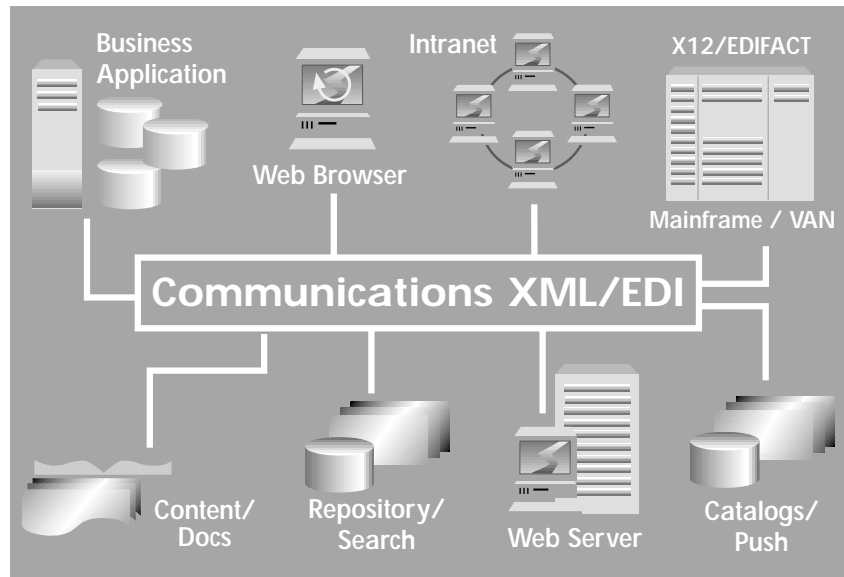 Business
Application
Web Browser
Intranet
X12/EDIFACT
Mainframe / VAN
Communications XML/EDI
Content/
Docs
Repository/
Search
Web Server
Catalogs/
Push